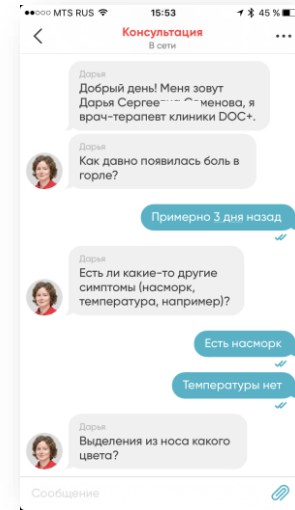 MTS RUS 15:53 45 %
Консультация
В сети
Дарья
Добрый день! Меня зовут
Дарья я
врач-терапевт клиники DOC+.
Дарья
Как давно появилась боль в
горле?
Примерно 3 дня назад
Дарья
Есть ли какие-то другие
симптомы (насморк,
температура, например)?
Есть насморк
Температуры нет
Дарья
Выделения из носа какого
цвета?
Сообщение